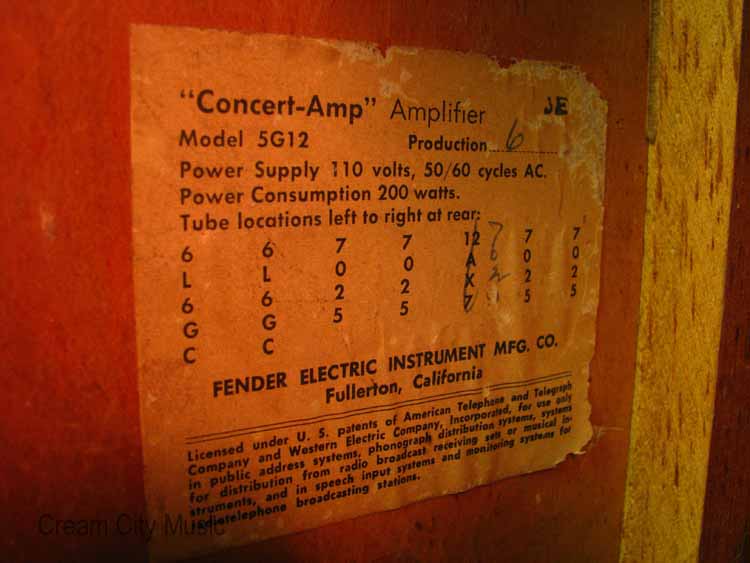 "Concert-Amp" Amplifier JE
Model 5G12 Production 6
Power Supply 110 volts, 50/60 cycles AC.
Power Consumption 200 watts.
Tube locations left to right at rear:
6 6 7 7 12 7 7 7
L L 0 0 A 0 0 0
6 6 2 2 X 2 2 2
G G 5 5 7 5 5
C C
FENDER ELECTRIC INSTRUMENT MFG. CO.
Fullerton, California
Licensed under U. S. patents of American Telephone and Telegraph
Company and Western Electric Company, Incorporated, for use only
in public address systems, phonograph distribution systems, systems
for distribution from radio broadcast receiving sets or musical in-
struments, and in speech input systems and monitoring systems for
radiotelephone broadcasting stations.
Cream City Music